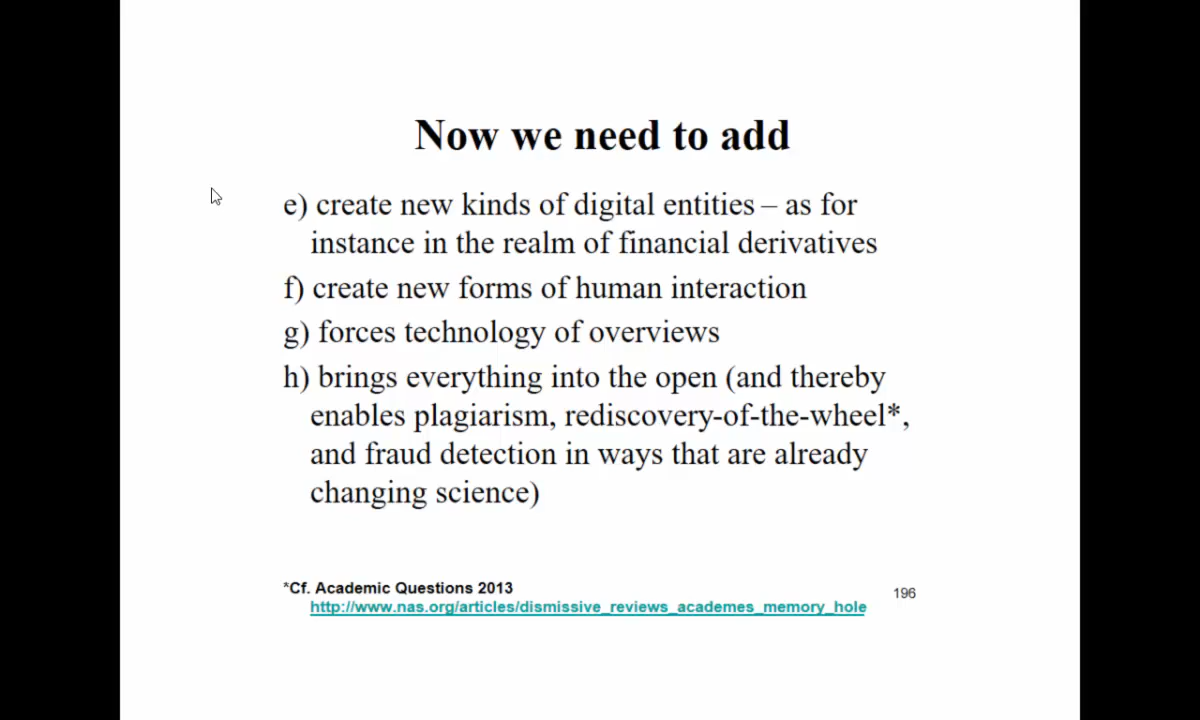 Now we need to add
e) create new kinds of digital entities – as for
instance in the realm of financial derivatives
f) create new forms of human interaction
g) forces technology of overviews
h) brings everything into the open (and thereby
enables plagiarism, rediscovery-of-the-wheel*,
and fraud detection in ways that are already
changing science)
*Cf. Academic Questions 2013
http://www.nas.org/articles/dismissive_reviews_academes_memory_hole
196